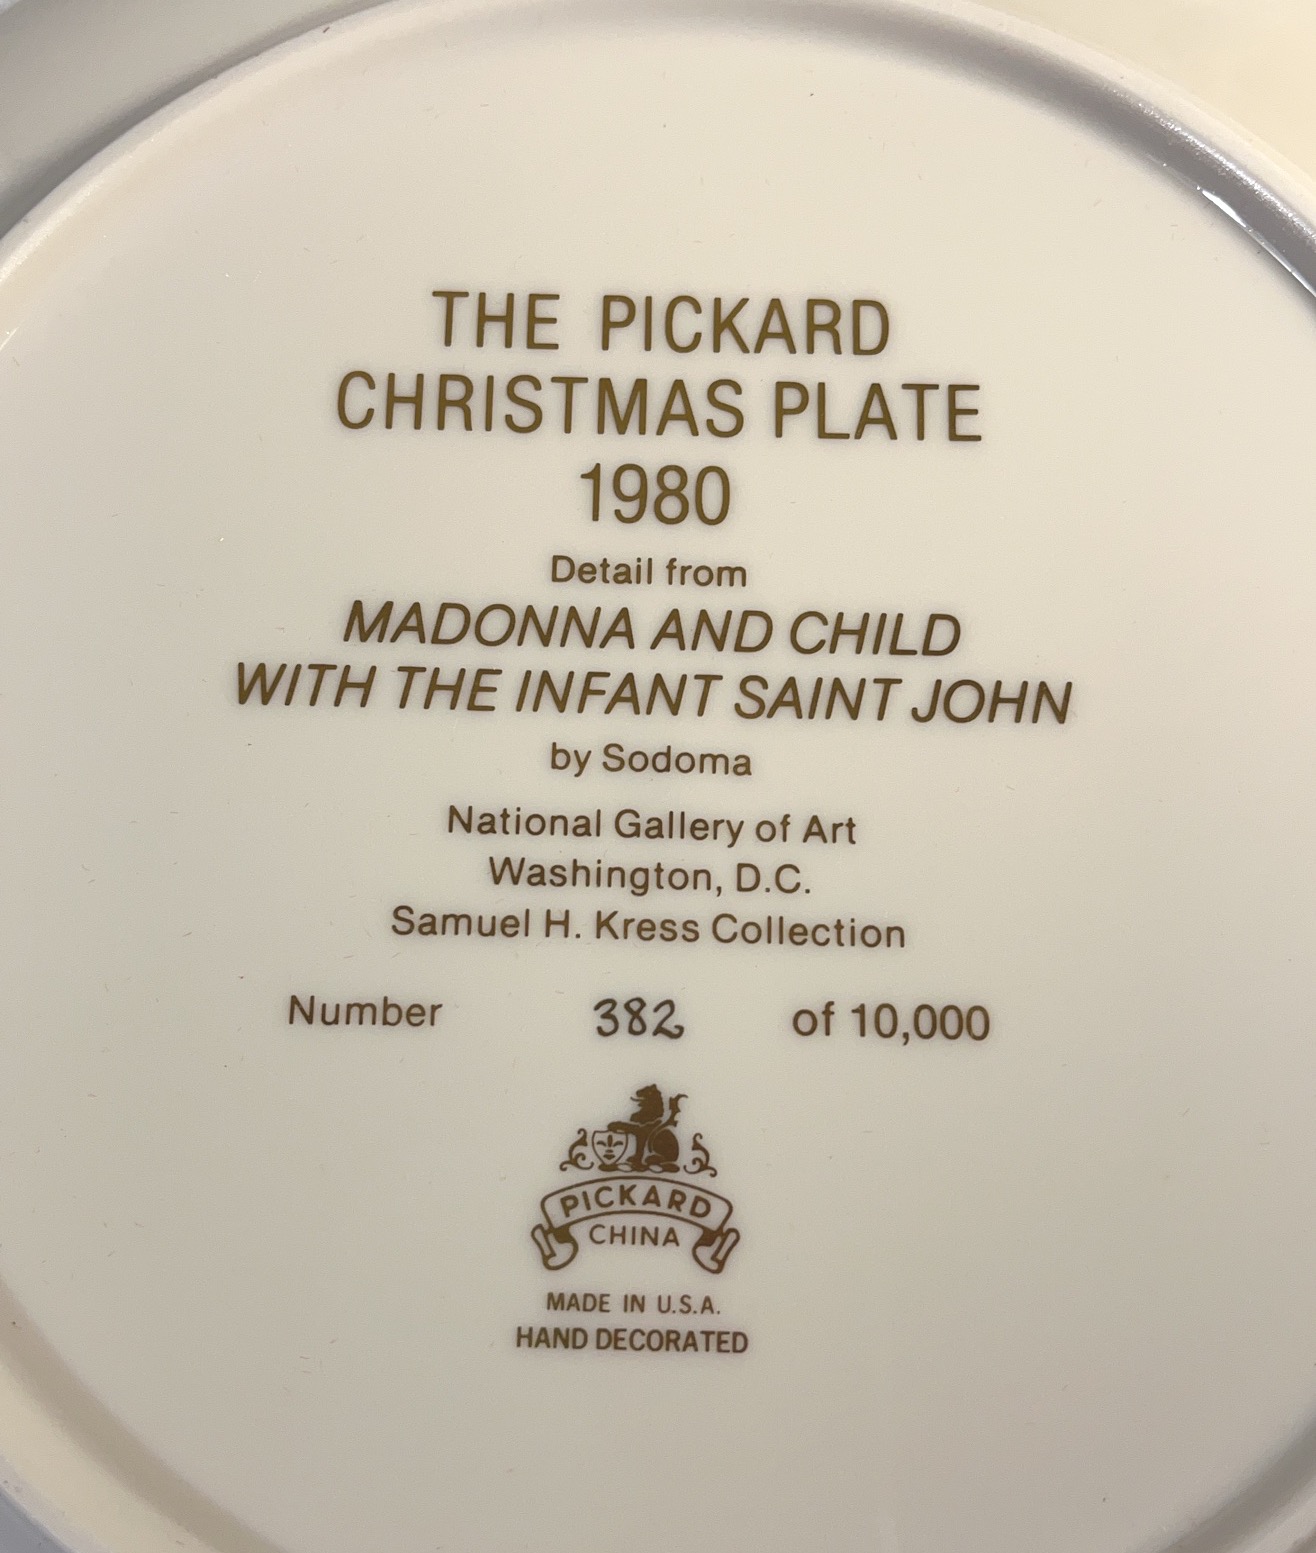 THE PICKARD
CHRISTMAS PLATE
1980
Detail from
MADONNA AND CHILD
WITH THE INFANT SAINT JOHN
by Sodoma
National Gallery of Art
Washington, D.C.
Samuel H. Kress Collection
Number 382 of 10,000
PICKARD
CHINA
MADE IN U.S.A.
HAND DECORATED